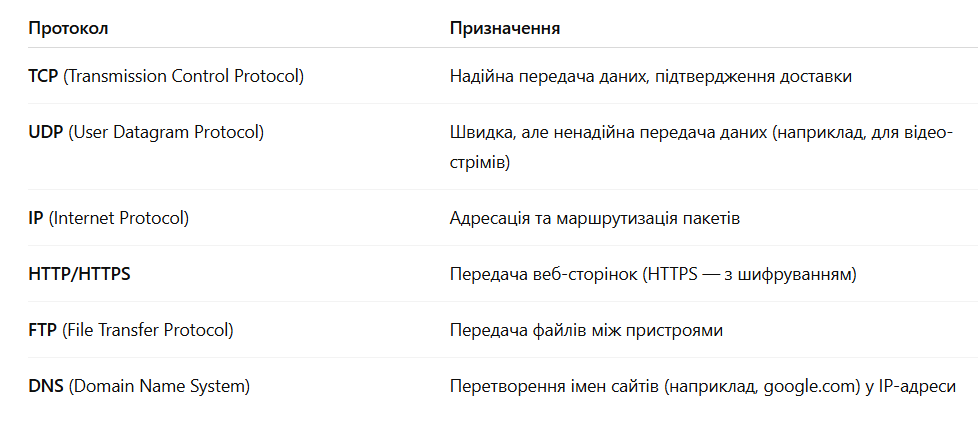 Протокол Призначення
TCP (Transmission Control Protocol) Надійна передача даних, підтвердження доставки
UDP (User Datagram Protocol) Швидка, але ненадійна передача даних (наприклад, для відео-
стрімів)
IP (Internet Protocol) Адресація та маршрутизація пакетів
HTTP/HTTPS Передача веб-сторінок (HTTPS — з шифруванням)
FTP (File Transfer Protocol) Передача файлів між пристроями
DNS (Domain Name System) Перетворення імен сайтів (наприклад, google.com) у IP-адреси